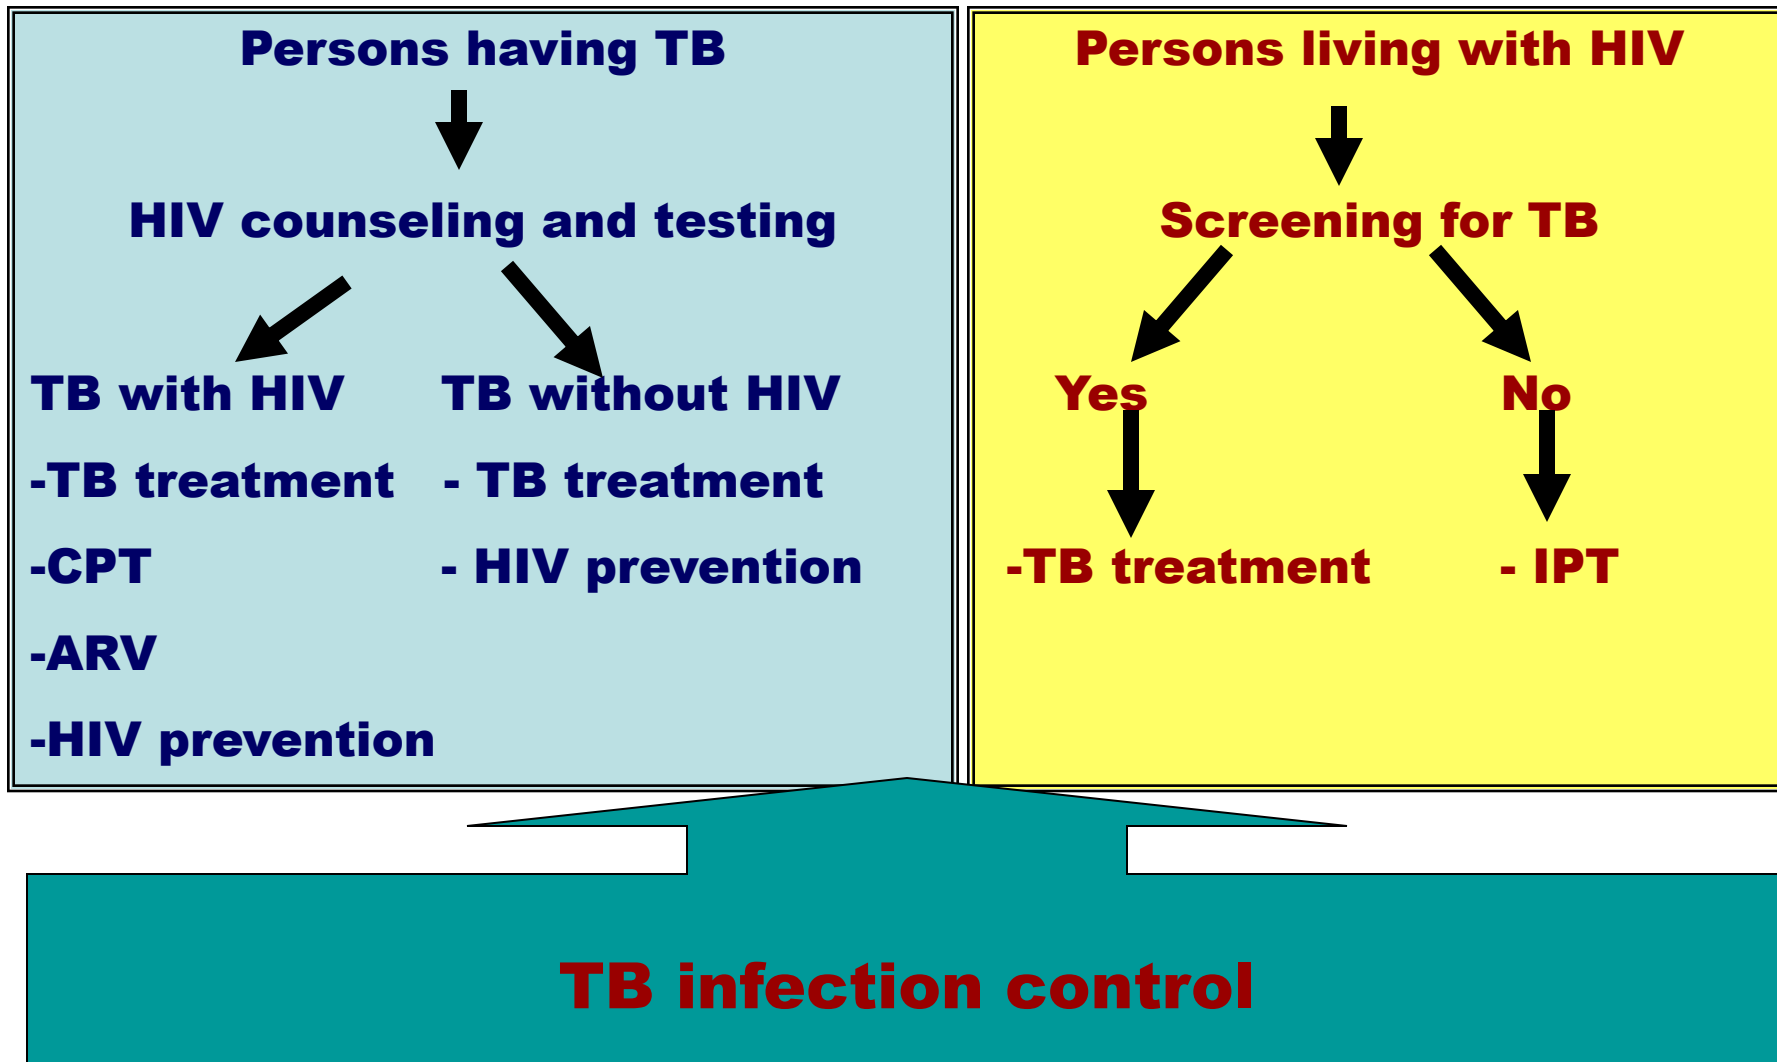 Persons having TB
HIV counseling and testing
TB with HIV
-TB treatment
-CPT
-ARV
-HIV prevention
TB without HIV
- TB treatment
- HIV prevention
Persons living with HIV
Screening for TB
Yes
-TB treatment
No
- IPT
TB infection control